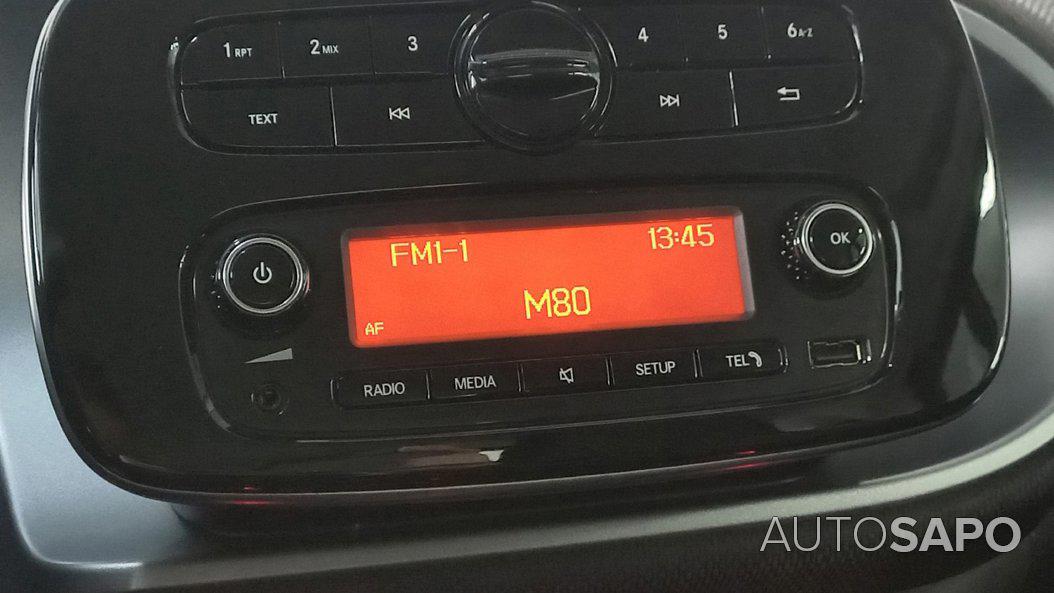 1 RPT 2 MIX 3 4 5 6 A-Z
TEXT
FM1-1 13:45
OK
M80
AF
RADIO MEDIA SETUP TEL
AUTOSAPO